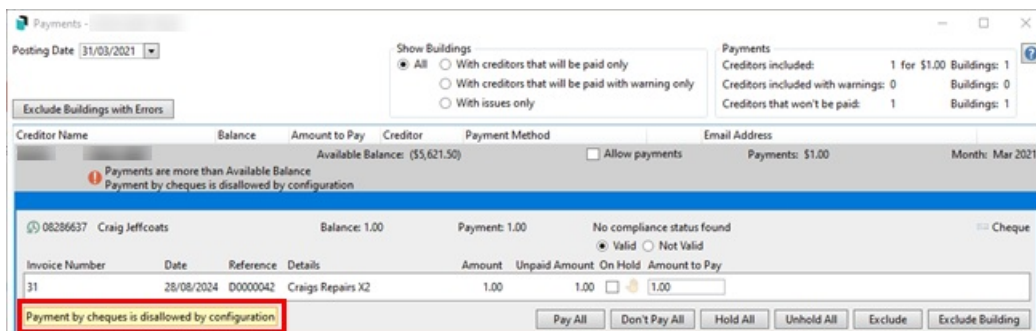 Payments -
Posting Date 31/03/2021
Show Buildings
All With creditors that will be paid only
With creditors that will be paid with warning only
With issues only
Payments
Creditors included: 1 for $1.00 Buildings: 1
Creditors included with warnings: 0 Buildings: 0
Creditors that won't be paid: 1 Buildings: 1
Exclude Buildings with Errors
Creditor Name Balance Amount to Pay Creditor Payment Method Email Address
Available Balance: ($5,621.50) Allow payments Payments: $1.00 Month: Mar 2021
Payments are more than Available Balance
Payment by cheques is disallowed by configuration
08286637 Craig Jeffcoats Balance: 1.00 Payment: 1.00 No compliance status found Cheque
Valid Not Valid
Invoice Number Date Reference Details Amount Unpaid Amount On Hold Amount to Pay
31 28/08/2024 D0000042 Craigs Repairs X2 1.00 1.00 1.00
Payment by cheques is disallowed by configuration
Pay All Don't Pay All Hold All Unhold All Exclude Exclude Building